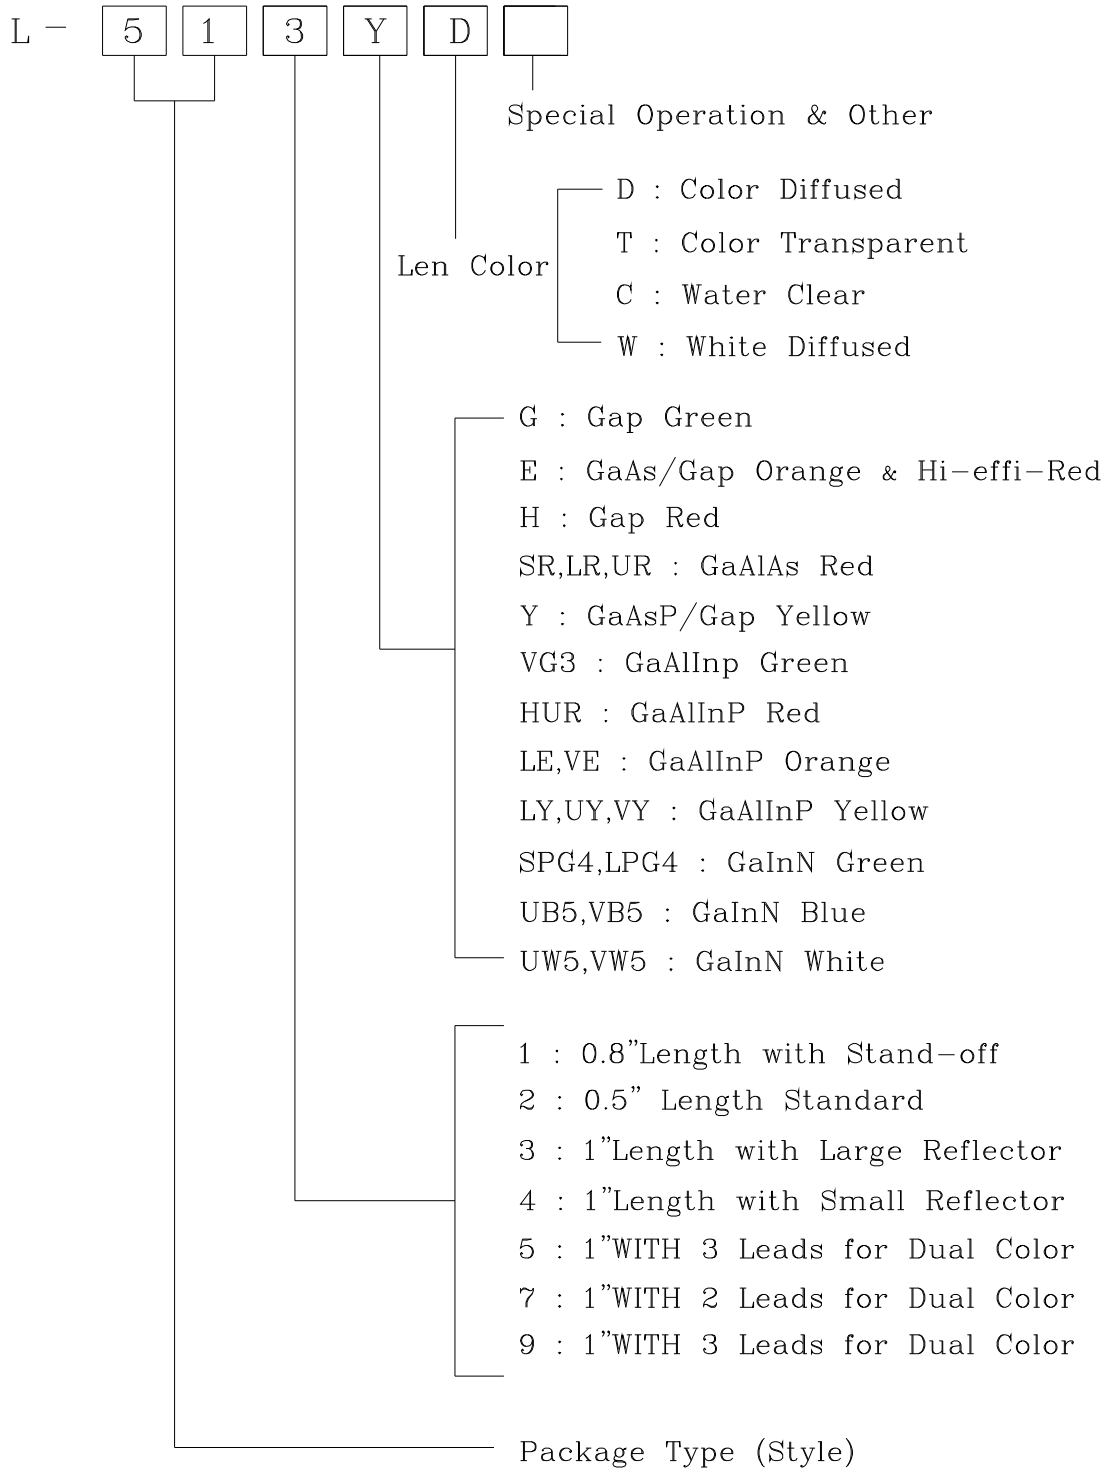 L- 5 1 3 Y D
Special Operation & Other
D : Color Diffused
T : Color Transparent
Len Color
C : Water Clear
W : White Diffused
G : Gap Green
E : GaAs/Gap Orange & Hi-effi-Red
H : Gap Red
SR,LR,UR : GaAlAs Red
Y : GaAsP/Gap Yellow
VG3 : GaAlInp Green
HUR : GaAlInP Red
LE,VE : GaAlInP Orange
LY,UY,VY : GaAlInP Yellow
SPG4,LPG4 : GaInN Green
UB5,VB5 : GaInN Blue
UW5,VW5 : GaInN White
1 : 0.8”Length with Stand-off
2 : 0.5” Length Standard
3 : 1”Length with Large Reflector
4 : 1”Length with Small Reflector
5 : 1”WITH 3 Leads for Dual Color
7 : 1”WITH 2 Leads for Dual Color
9 : 1”WITH 3 Leads for Dual Color
Package Type (Style)